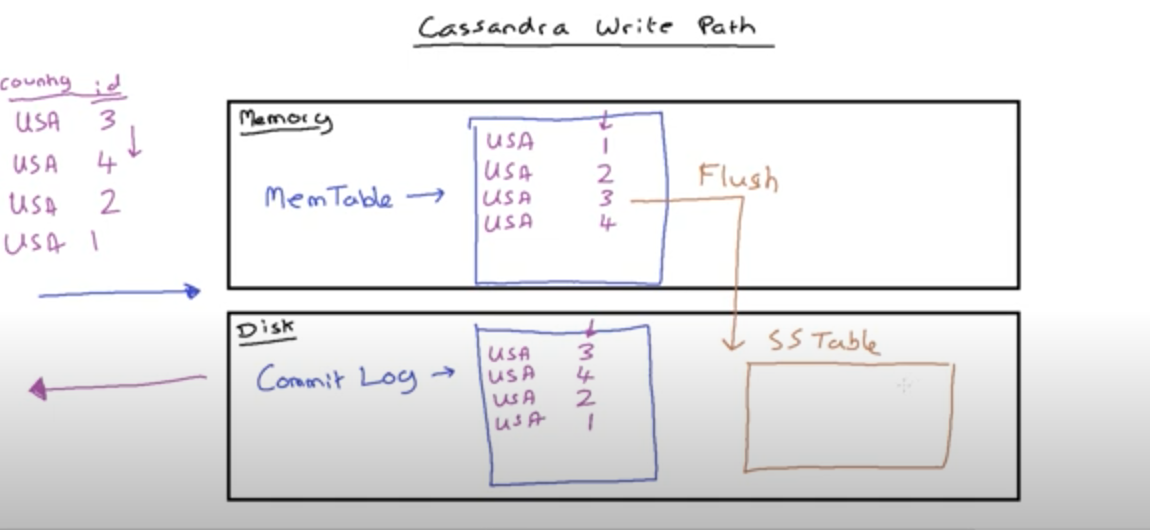 Cassandra Write Path
country id
USA 3
USA 4
USA 2
USA 1
Memory
MemTable
USA 1
USA 2
USA 3
USA 4
Flush
Disk
Commit Log
USA 3
USA 4
USA 2
USA 1
SS Table